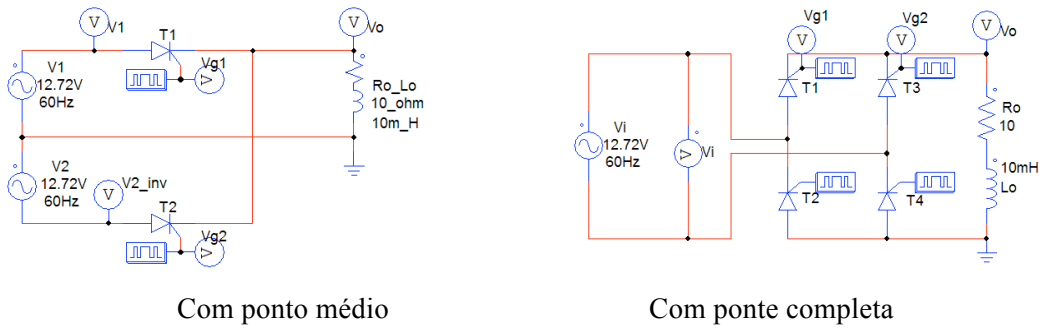 V
V1
T1
V
Vo
V1
12.72V
60Hz
Vg1
V
Ro_Lo
10_ohm
10m_H
V2
12.72V
60Hz
V2_inv
V
T2
Vg2
V
Com ponto médio
Vg1
V
Vg2
V
V
Vo
T1
T3
Vi
12.72V
60Hz
V
Vi
Ro
10
T2
T4
10mH
Lo
Com ponte completa